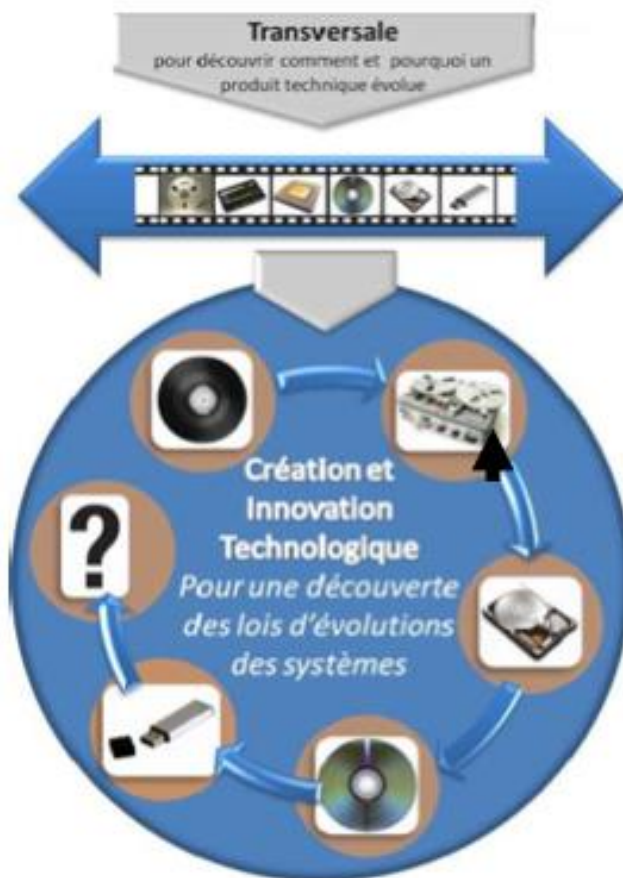 Transversale
pour découvrir comment et pourquoi un
produit technique évolue
Création et
Innovation
Technologique
Pour une découverte
des lois d'évolutions
des systèmes
?